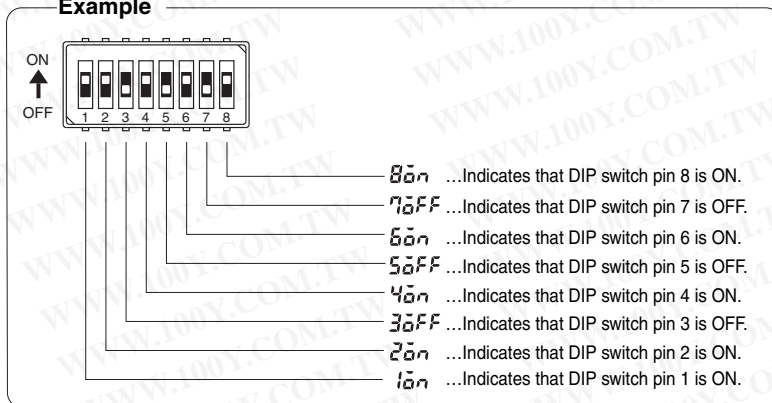 Example
ON
OFF
1 2 3 4 5 6 7 8
8on ...Indicates that DIP switch pin 8 is ON.
7oFF ...Indicates that DIP switch pin 7 is OFF.
6on ...Indicates that DIP switch pin 6 is ON.
5oFF ...Indicates that DIP switch pin 5 is OFF.
4on ...Indicates that DIP switch pin 4 is ON.
3oFF ...Indicates that DIP switch pin 3 is OFF.
2on ...Indicates that DIP switch pin 2 is ON.
1on ...Indicates that DIP switch pin 1 is ON.
WWW.100Y.COM.TW